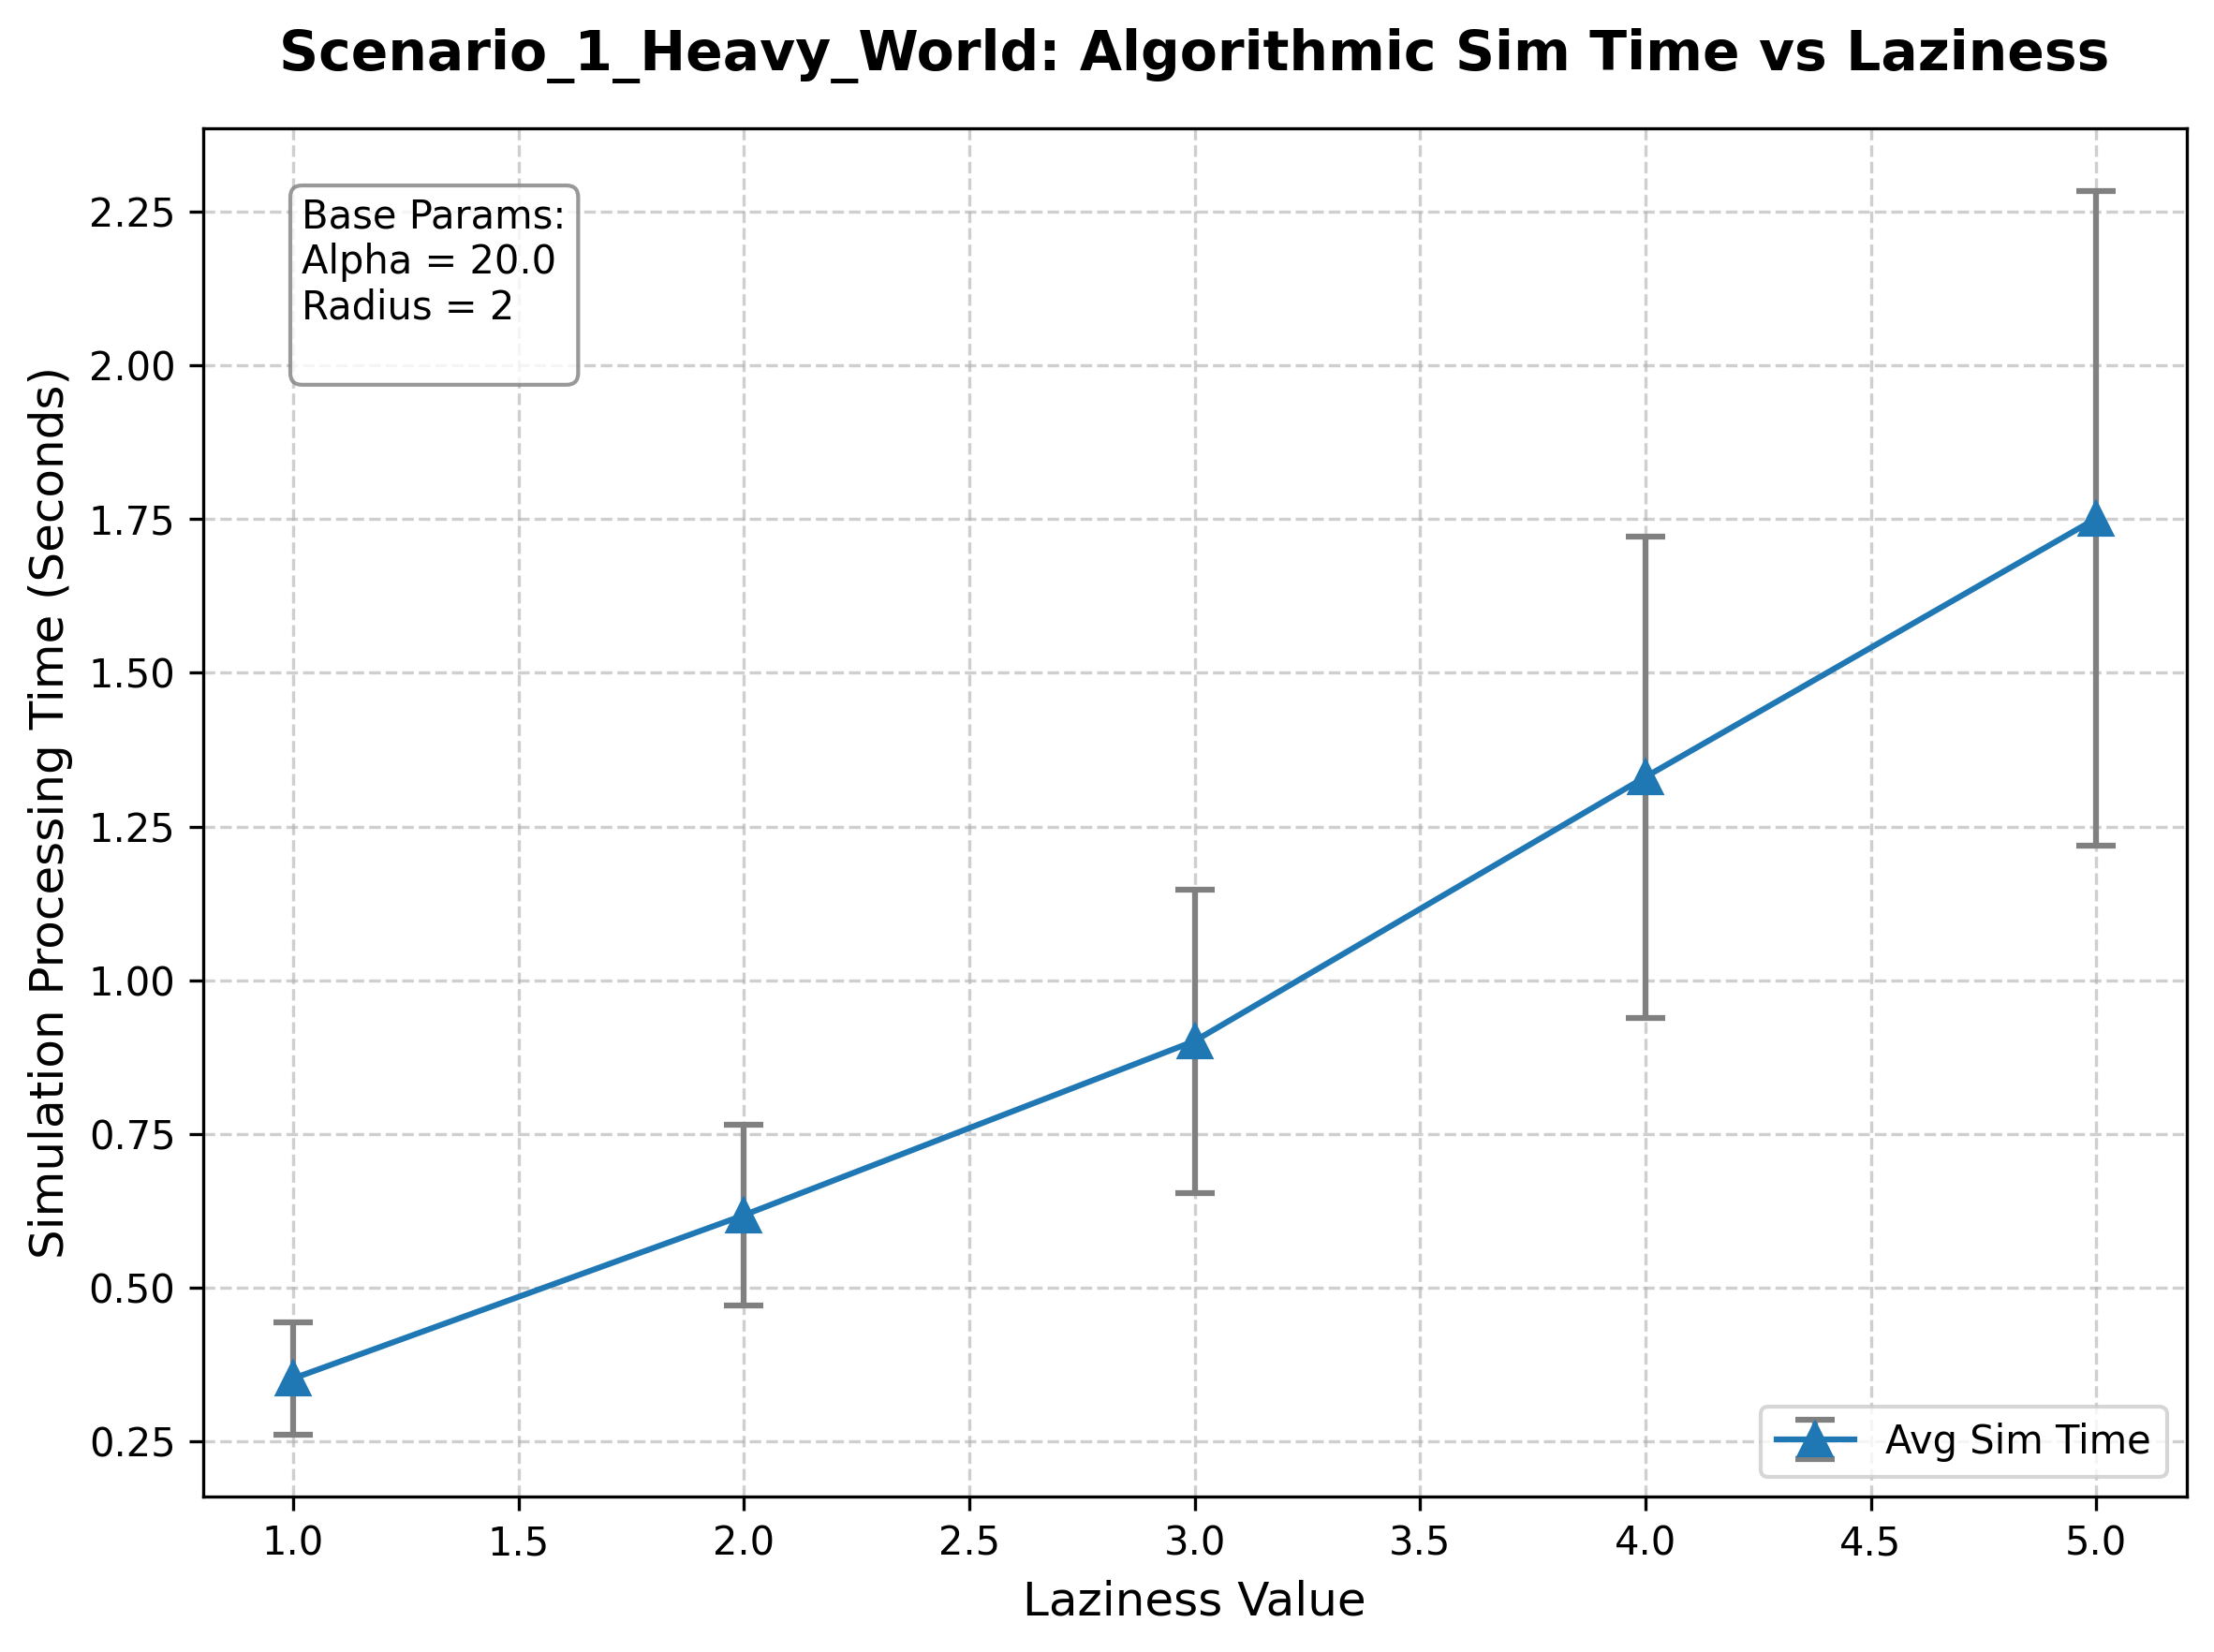 Scenario_1_Heavy_World: Algorithmic Sim Time vs Laziness
Simulation Processing Time (Seconds)
2.25
2.00
1.75
1.50
1.25
1.00
0.75
0.50
0.25
Base Params:
Alpha = 20.0
Radius = 2
Avg Sim Time
1.0 1.5 2.0 2.5 3.0 3.5 4.0 4.5 5.0
Laziness Value